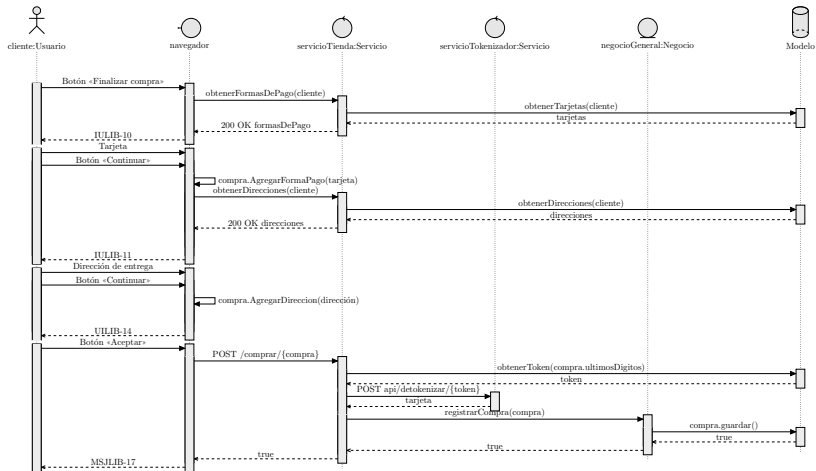 cliente:Usuario
navegador
servicioTienda:Servicio
servicioTokenizador:Servicio
negocioGeneral:Negocio
Modelo
Botón «Finalizar compra»
obtenerFormasDePago(cliente)
obtenerTarjetas(cliente)
tarjetas
200 OK formasDePago
IULIB-10
Tarjeta
Botón «Continuar»
compra.AgregarFormaPago(tarjeta)
obtenerDirecciones(cliente)
obtenerDirecciones(cliente)
direcciones
200 OK direcciones
IULIB-11
Dirección de entrega
Botón «Continuar»
compra.AgregarDireccion(dirección)
UILIB-14
Botón «Aceptar»
POST /comprar/{compra}
obtenerToken(compra.ultimosDigitos)
token
POST api/detokenizar/{token}
tarjeta
registrarCompra(compra)
compra.guardar()
true
true
true
MSJLIB-17